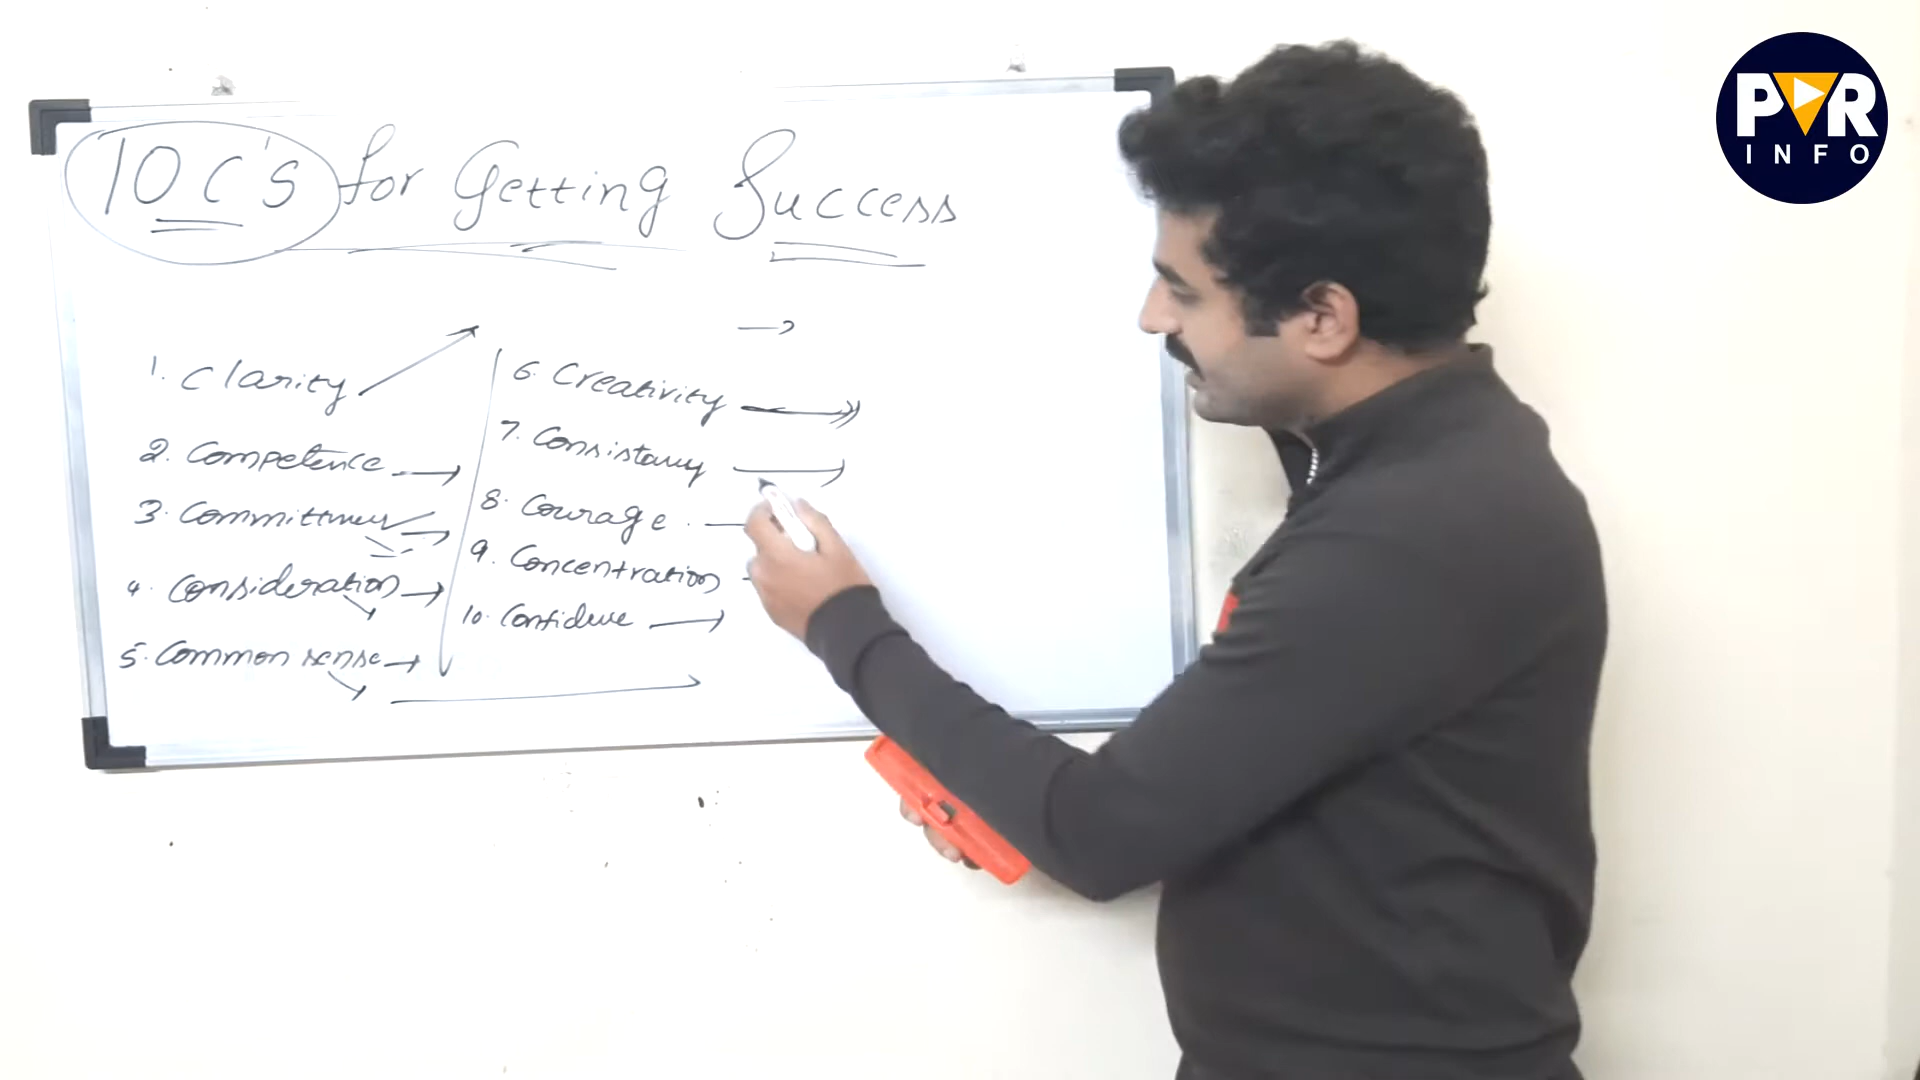 10 C's for Getting Success
1. Clarity
2. Competence
3. Committment
4. Consideration
5. Common sense
6. Creativity
7. Consistancy
8. Courage
9. Concentration
10. Confidence
PVR
INFO